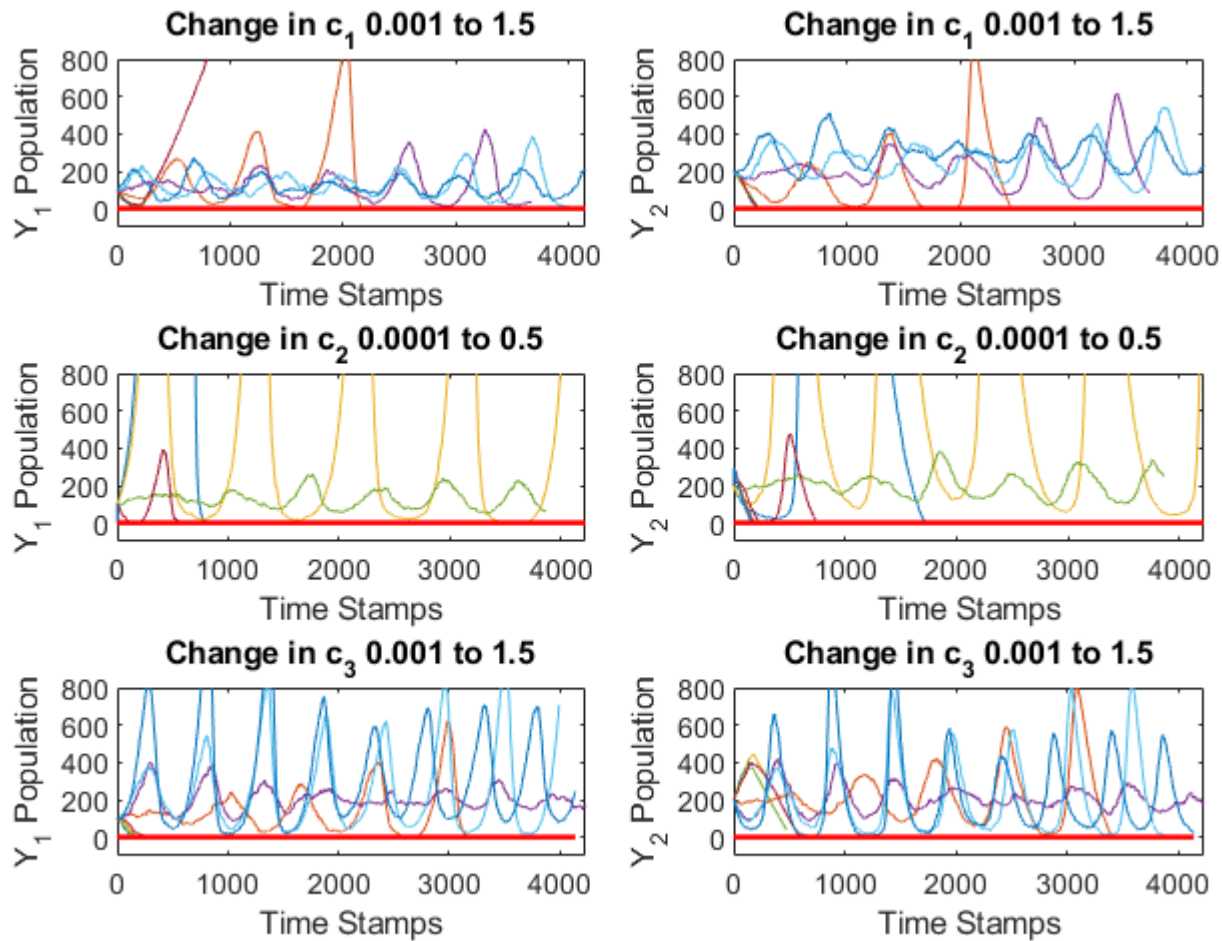 Change in c1 0.001 to 1.5
Y1 Population
800
600
400
200
0
0 1000 2000 3000 4000
Time Stamps
Change in c1 0.001 to 1.5
Y2 Population
800
600
400
200
0
0 1000 2000 3000 4000
Time Stamps
Change in c2 0.0001 to 0.5
Y1 Population
800
600
400
200
0
0 1000 2000 3000 4000
Time Stamps
Change in c2 0.0001 to 0.5
Y2 Population
800
600
400
200
0
0 1000 2000 3000 4000
Time Stamps
Change in c3 0.001 to 1.5
Y1 Population
800
600
400
200
0
0 1000 2000 3000 4000
Time Stamps
Change in c3 0.001 to 1.5
Y2 Population
800
600
400
200
0
0 1000 2000 3000 4000
Time Stamps